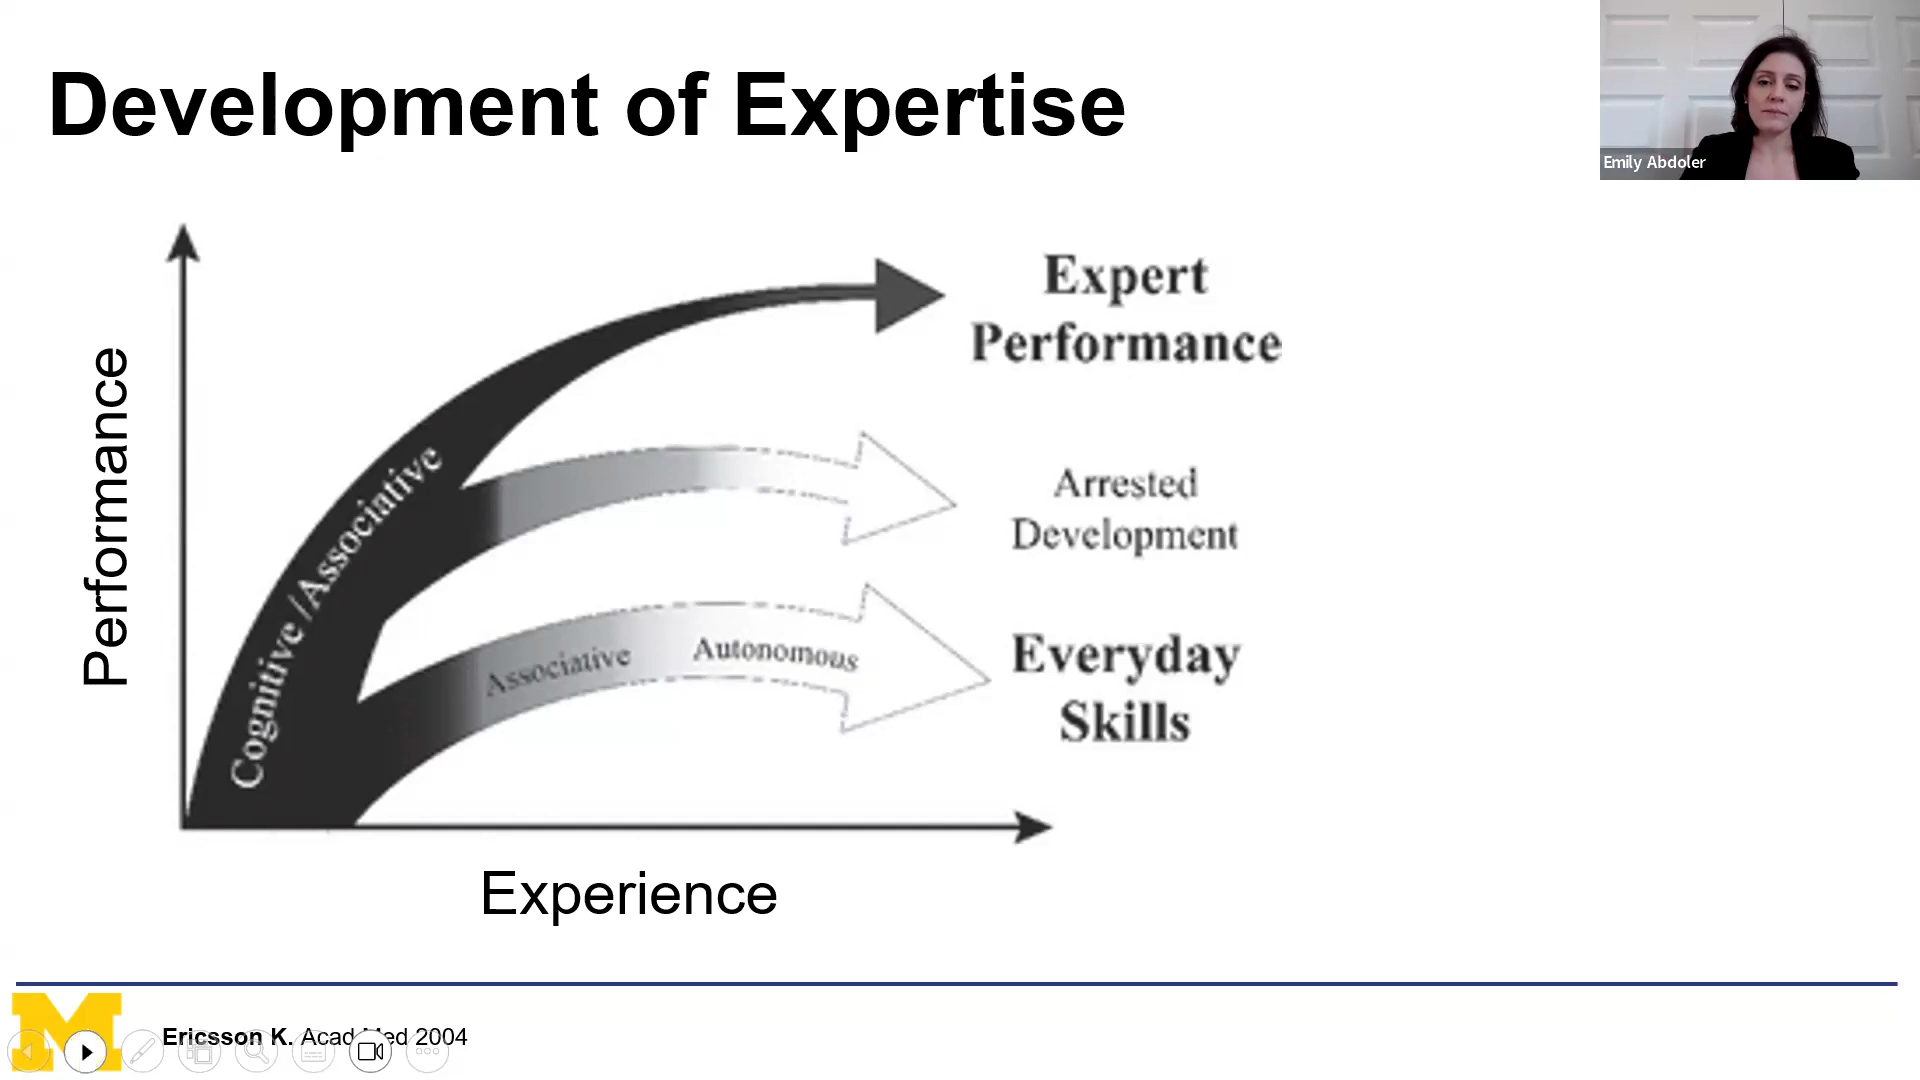 Development of Expertise
Emily Abdoler
Performance
Cognitive /Associative
Expert
Performance
Arrested
Development
Associative
Autonomous
Everyday
Skills
Experience
M
Ericsson K. Acad Med 2004